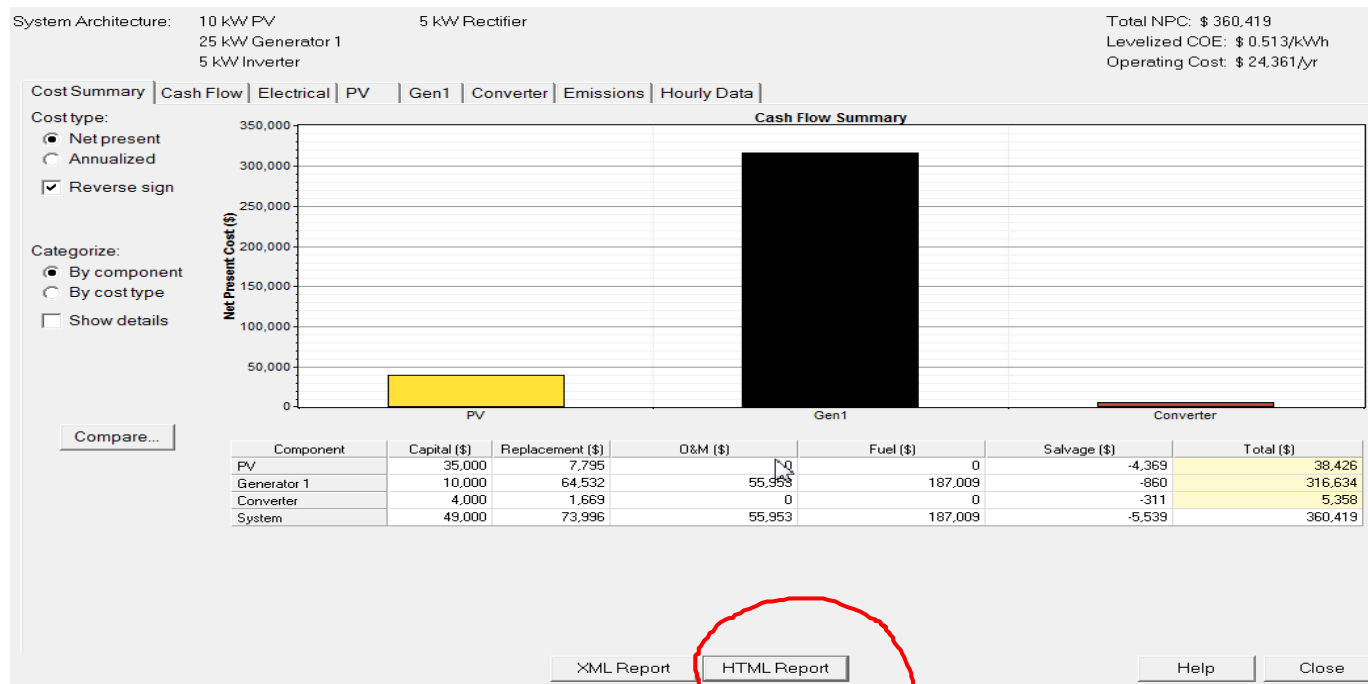 System Architecture: 10 kW PV 5 kW Rectifier Total NPC: $ 360,419
25 kW Generator 1 Levelized COE: $ 0.513/kWh
5 kW Inverter Operating Cost: $ 24,361/yr
Cost Summary Cash Flow Electrical PV Gen1 Converter Emissions Hourly Data
Cost type:
Net present
Annualized
Reverse sign
Categorize:
By component
By cost type
Show details
Compare...
Cash Flow Summary
Net Present Cost ($)
350,000
300,000
250,000
200,000
150,000
100,000
50,000
0
PV Gen1 Converter
Component Capital ($) Replacement ($) O&M ($) Fuel ($) Salvage ($) Total ($)
PV 35,000 7,795 0 0 -4,369 38,426
Generator 1 10,000 64,532 55,953 187,009 -860 316,634
Converter 4,000 1,669 0 0 -311 5,358
System 49,000 73,996 55,953 187,009 -5,539 360,419
XML Report HTML Report Help Close